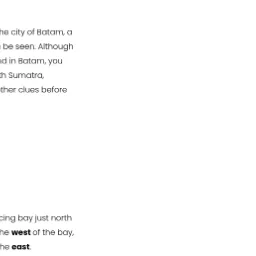 he city of Batam, a
be seen. Although
d in Batam, you
h Sumatra,
ther clues before
cing bay just north
he west of the bay,
he east.